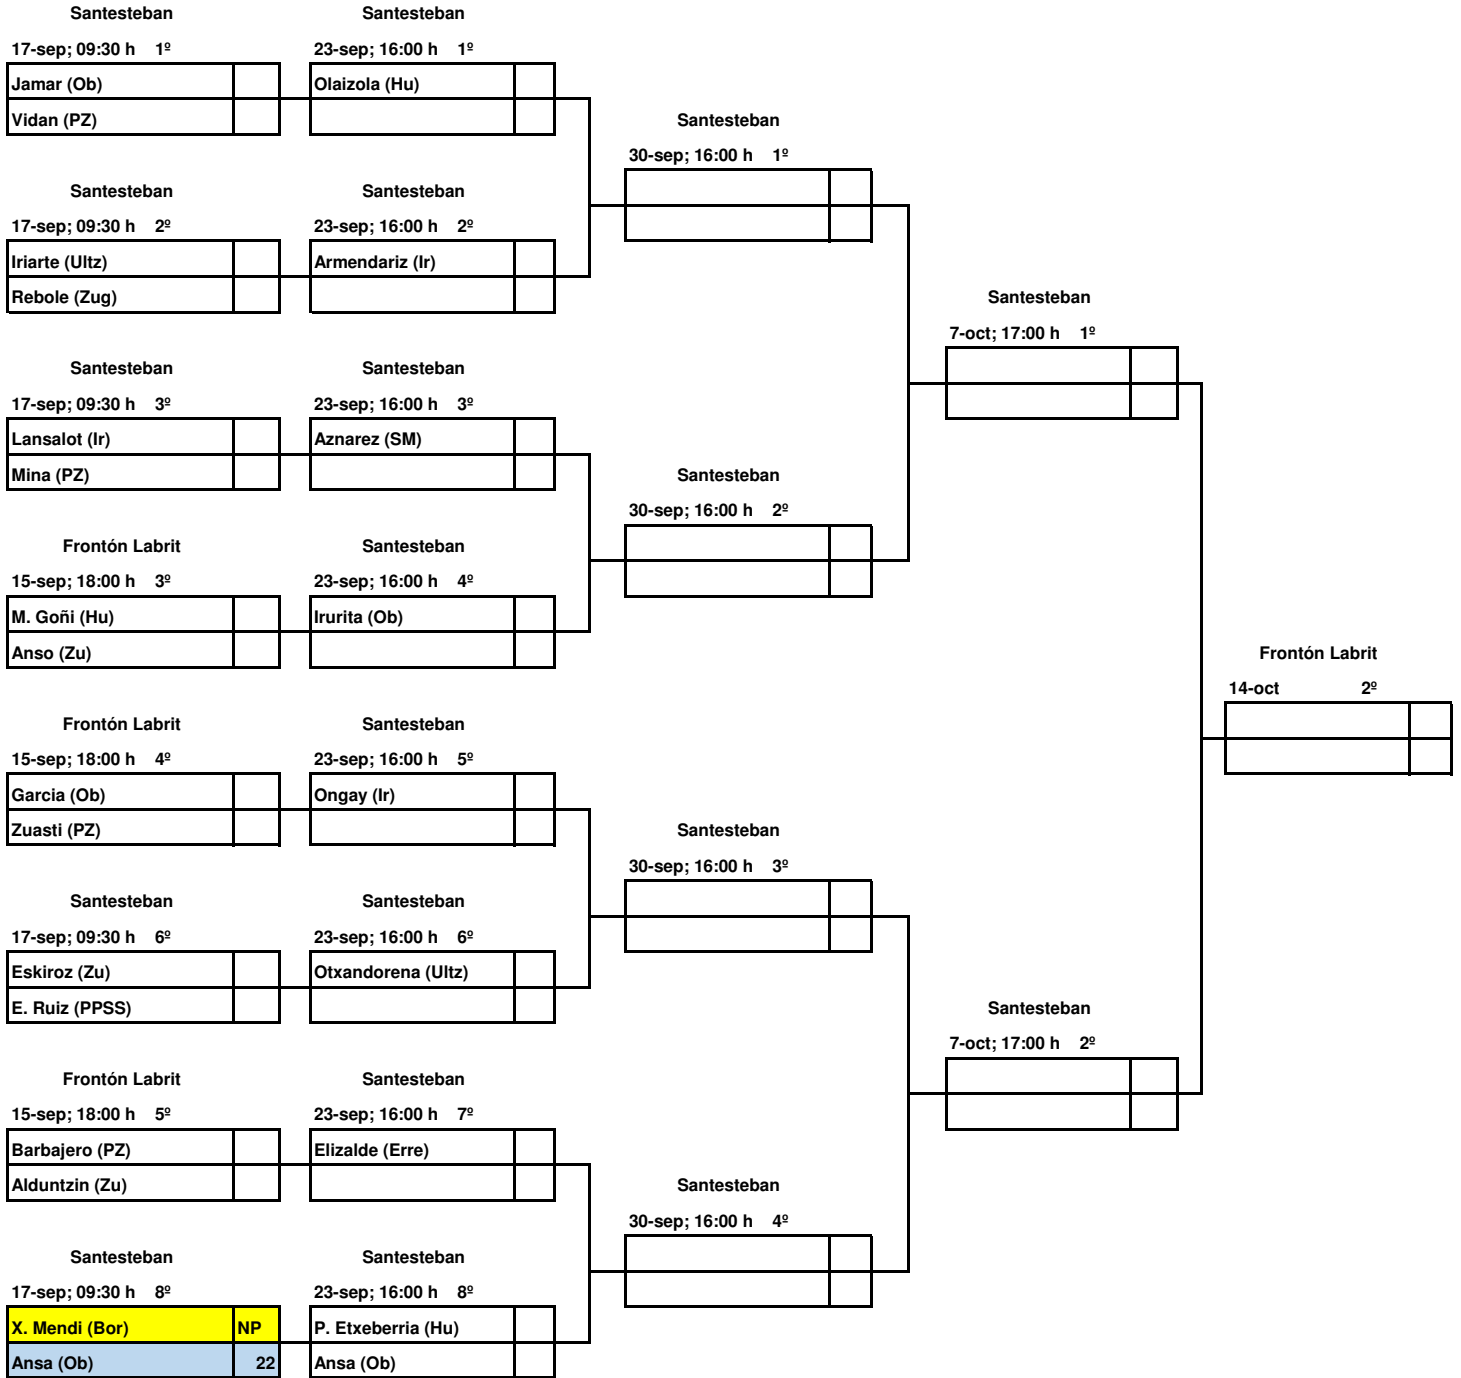 Santesteban Santesteban
17-sep; 09:30 h 1º 23-sep; 16:00 h 1º
Jamar (Ob) Olaizola (Hu)
Vidan (PZ) Santesteban
30-sep; 16:00 h 1º
Santesteban Santesteban
17-sep; 09:30 h 2º 23-sep; 16:00 h 2º
Iriarte (Ultz) Armendariz (Ir)
Rebole (Zug) Santesteban
7-oct; 17:00 h 1º
Santesteban Santesteban
17-sep; 09:30 h 3º 23-sep; 16:00 h 3º
Lansalot (Ir) Aznarez (SM)
Mina (PZ) Santesteban
30-sep; 16:00 h 2º
Frontón Labrit Santesteban
15-sep; 18:00 h 3º 23-sep; 16:00 h 4º
M. Goñi (Hu) Irurita (Ob)
Anso (Zu) Frontón Labrit
14-oct 2º
Frontón Labrit Santesteban
15-sep; 18:00 h 4º 23-sep; 16:00 h 5º
Garcia (Ob) Ongay (Ir)
Zuasti (PZ) Santesteban
30-sep; 16:00 h 3º
Santesteban Santesteban
17-sep; 09:30 h 6º 23-sep; 16:00 h 6º
Eskiroz (Zu) Otxandorena (Ultz)
E. Ruiz (PPSS) Santesteban
7-oct; 17:00 h 2º
Frontón Labrit Santesteban
15-sep; 18:00 h 5º 23-sep; 16:00 h 7º
Barbajero (PZ) Elizalde (Erre)
Alduntzin (Zu) Santesteban
30-sep; 16:00 h 4º
Santesteban Santesteban
17-sep; 09:30 h 8º 23-sep; 16:00 h 8º
X. Mendi (Bor) NP P. Etxeberria (Hu)
Ansa (Ob) 22 Ansa (Ob)